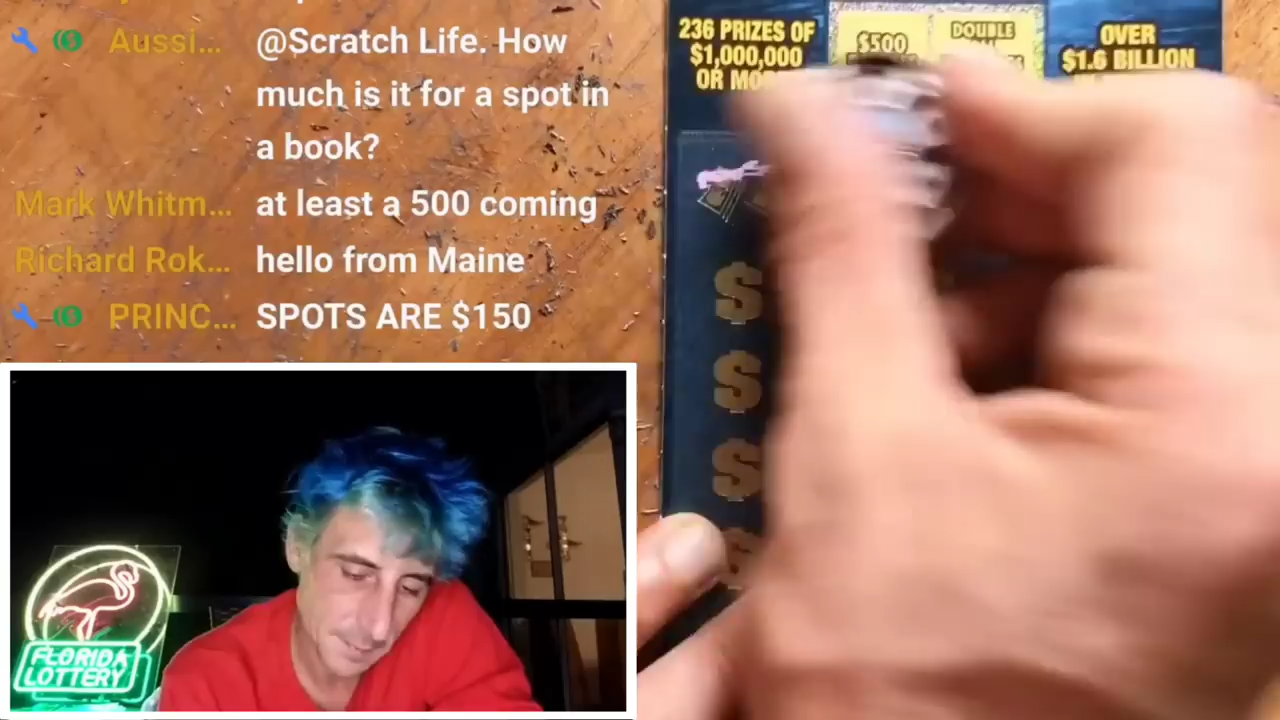 Aussi... @Scratch Life. How
much is it for a spot in
a book?
Mark Whitm... at least a 500 coming
Richard Rok... hello from Maine
PRINC... SPOTS ARE $150
236 PRIZES OF
$1,000,000
OR
$500
DOUBLE
OVER
$1.6 BILLION
$
$
$
FLORIDA
LOTTERY